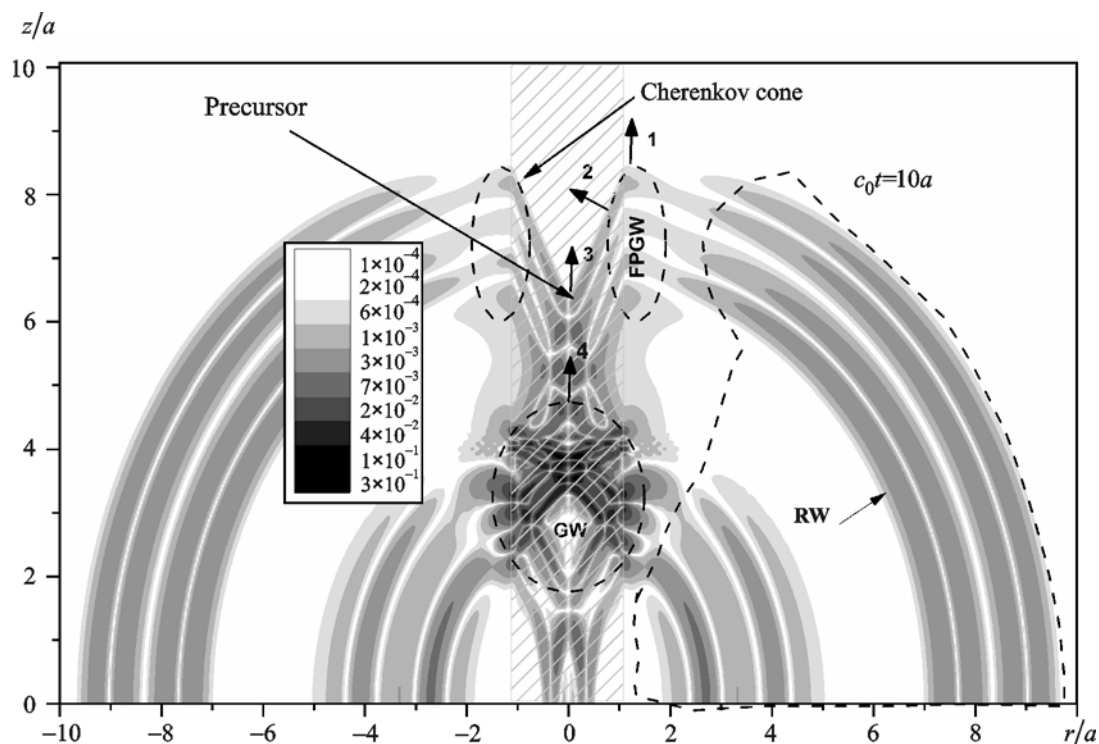 z/a
10
8
6
4
2
0
Precursor
Cherenkov cone
1
2
3
4
c₀t=10a
FPGW
GW
RW
1×10⁻⁴
2×10⁻⁴
6×10⁻⁴
1×10⁻³
3×10⁻³
7×10⁻³
2×10⁻²
4×10⁻²
1×10⁻¹
3×10⁻¹
−10 −8 −6 −4 −2 0 2 4 6 8 r/a